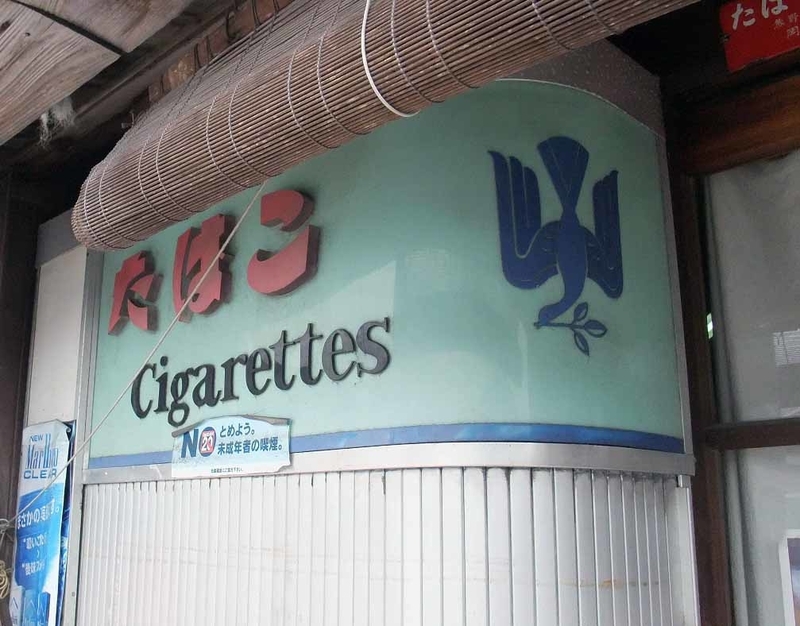 たばこ
Cigarettes
NO 20
とめよう。
未成年者の喫煙。
NEW
Marlboro
CLEAR
たば